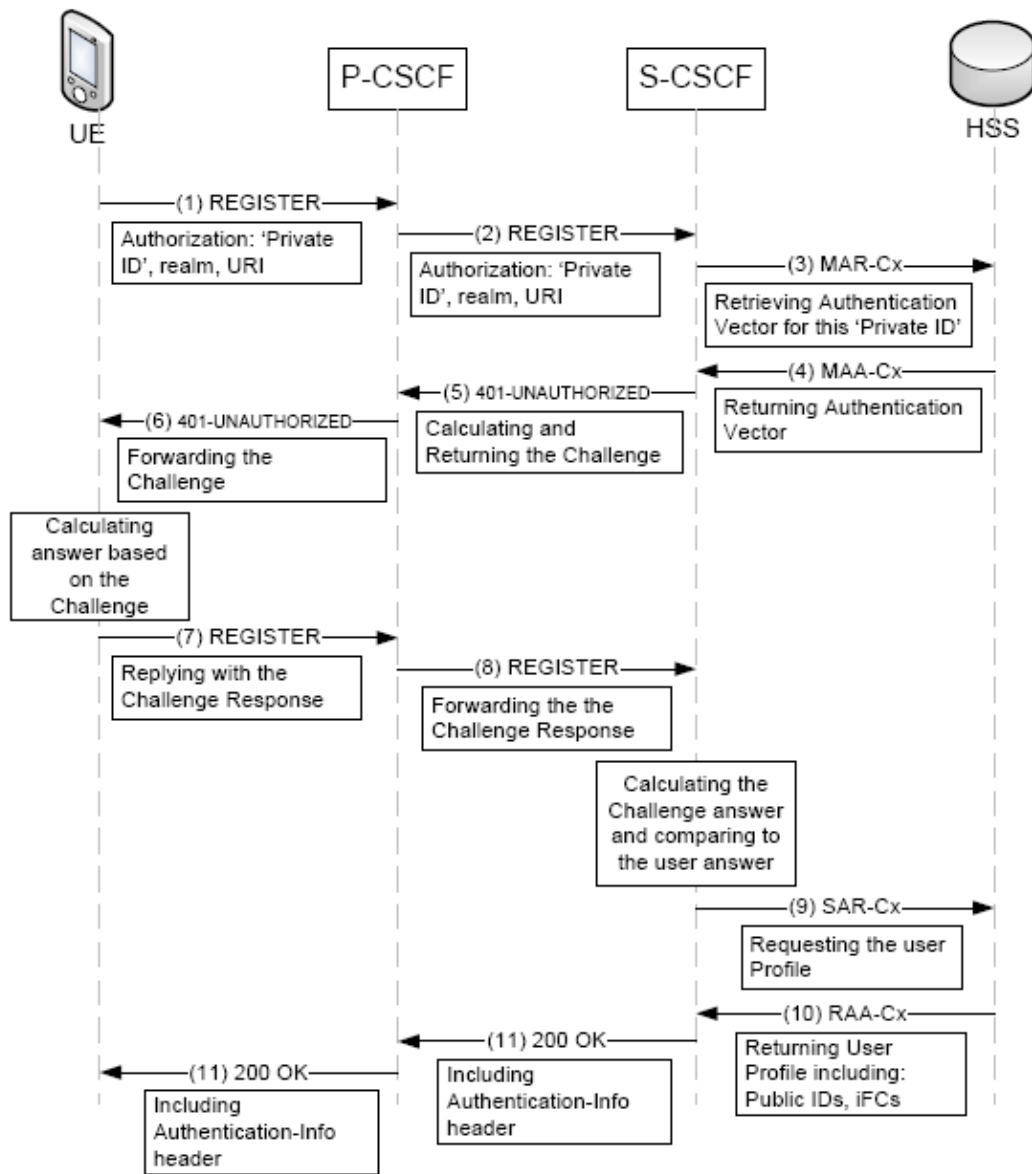 UE
P-CSCF
S-CSCF
HSS
(1) REGISTER
Authorization: ‘Private
ID’, realm, URI
(2) REGISTER
Authorization: ‘Private
ID’, realm, URI
(3) MAR-Cx
Retrieving Authentication
Vector for this ‘Private ID’
(4) MAA-Cx
Returning Authentication
Vector
(5) 401-UNAUTHORIZED
Calculating and
Returning the Challenge
(6) 401-UNAUTHORIZED
Forwarding the
Challenge
Calculating
answer based
on the
Challenge
(7) REGISTER
Replying with the
Challenge Response
(8) REGISTER
Forwarding the the
Challenge Response
Calculating the
Challenge answer
and comparing to
the user answer
(9) SAR-Cx
Requesting the user
Profile
(10) RAA-Cx
Returning User
Profile including:
Public IDs, iFCs
(11) 200 OK
Including
Authentication-Info
header
(11) 200 OK
Including
Authentication-Info
header